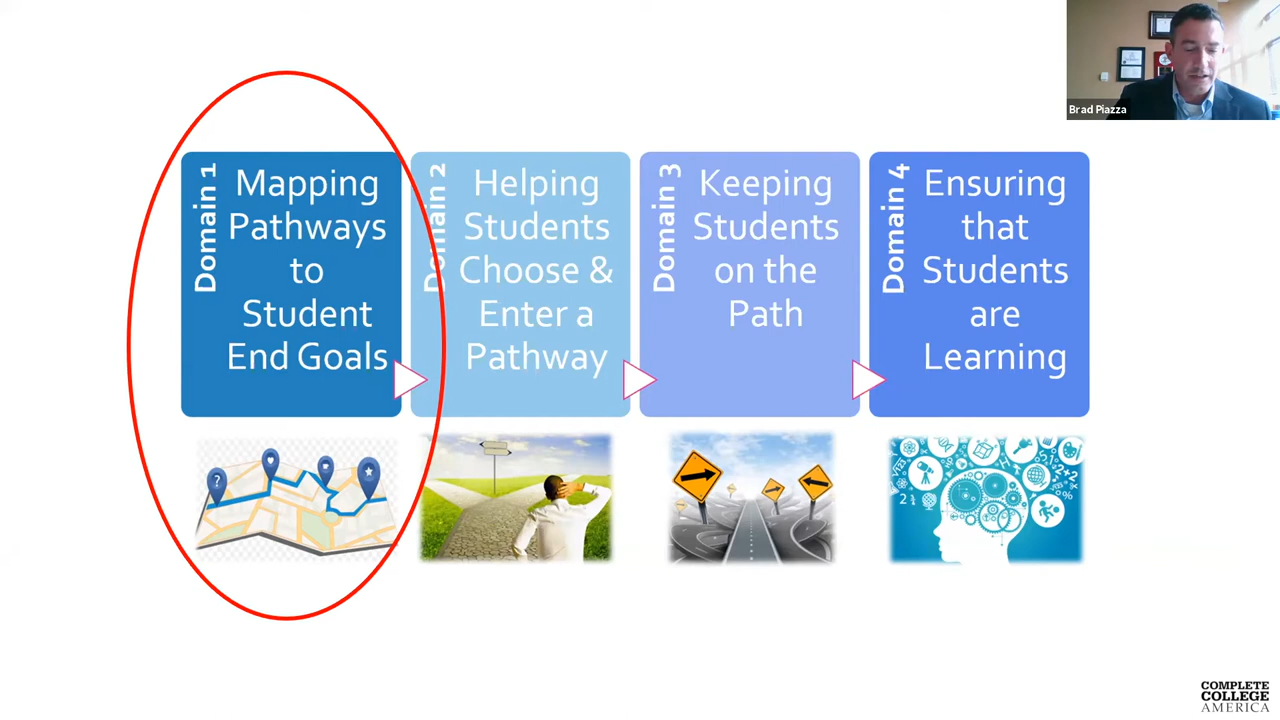 Brad Piazza
Domain 1
Mapping
Pathways
to
Student
End Goals
Domain 2
Helping
Students
Choose &
Enter a
Pathway
Domain 3
Keeping
Students
on the
Path
Domain 4
Ensuring
that
Students
are
Learning
?
COMPLETE
COLLEGE
AMERICA